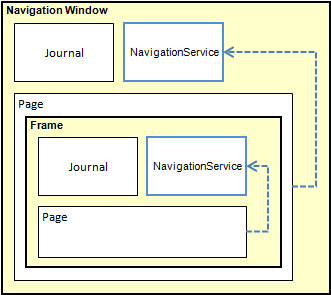 Navigation Window
Journal
NavigationService
Page
Frame
Journal
NavigationService
Page